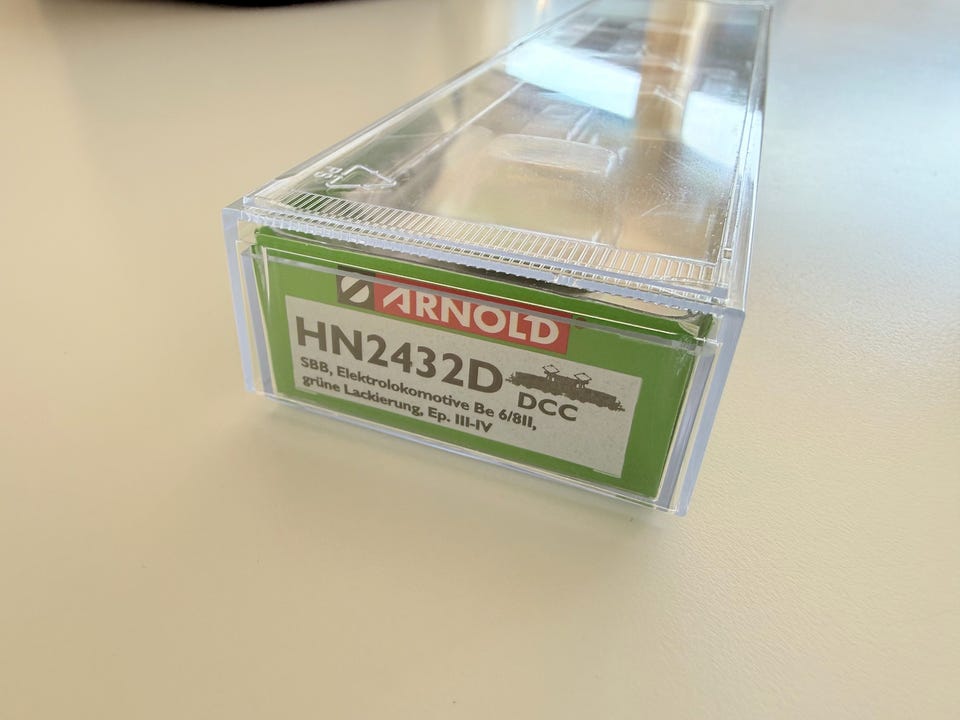 ARNOLD
HN2432D
DCC
SBB, Elektrolokomotive Be 6/8II,
grüne Lackierung, Ep. III-IV